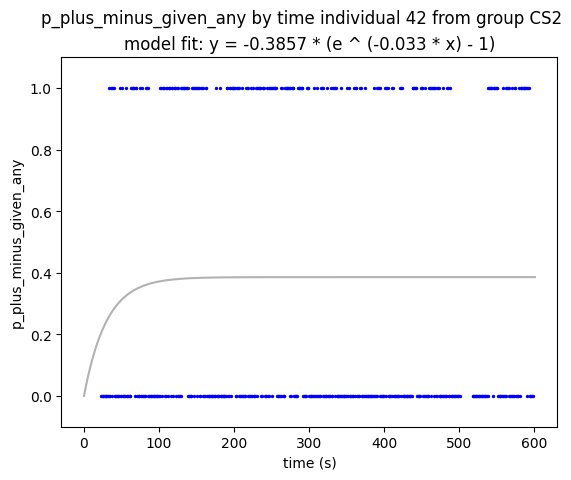 p_plus_minus_given_any by time individual 42 from group CS2
model fit: y = -0.3857 * (e ^ (-0.033 * x) - 1)
p_plus_minus_given_any
1.0
0.8
0.6
0.4
0.2
0.0
0 100 200 300 400 500 600
time (s)